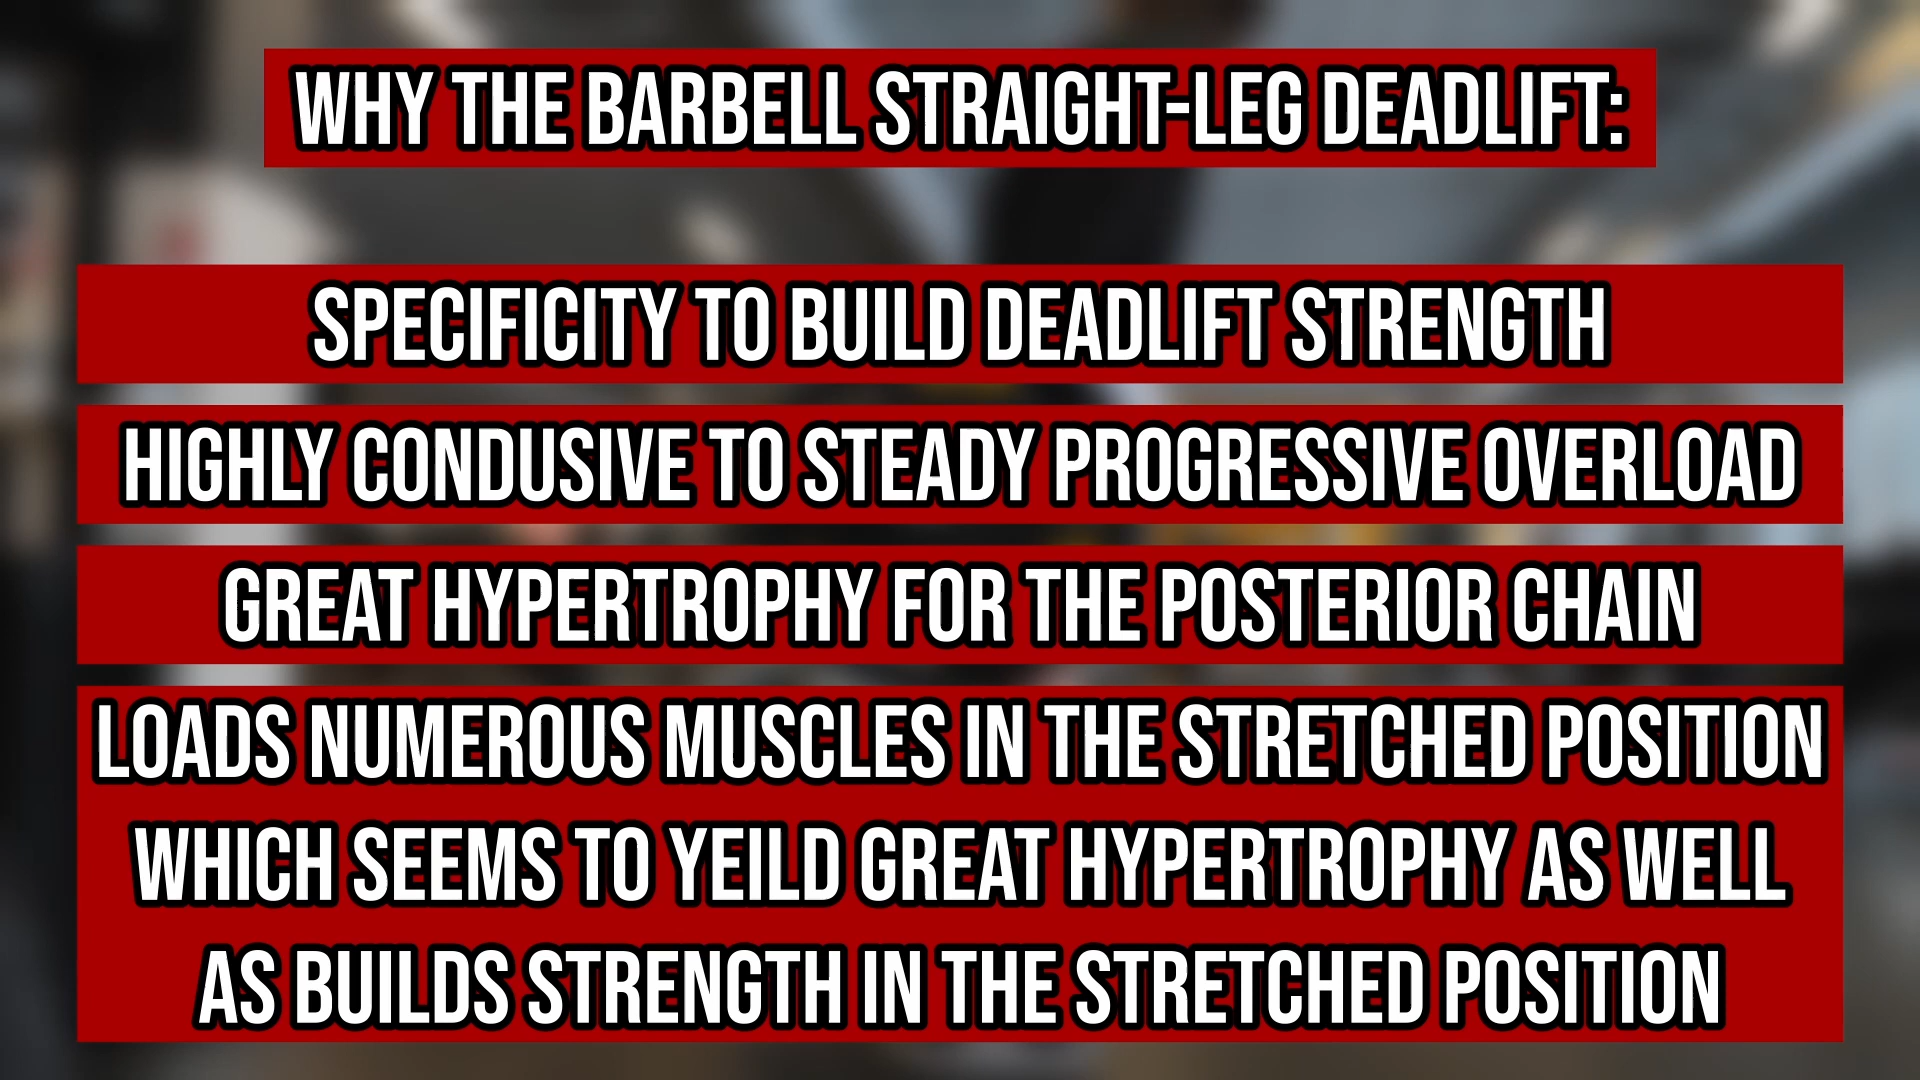 WHY THE BARBELL STRAIGHT-LEG DEADLIFT:
SPECIFICITY TO BUILD DEADLIFT STRENGTH
HIGHLY CONDUSIVE TO STEADY PROGRESSIVE OVERLOAD
GREAT HYPERTROPHY FOR THE POSTERIOR CHAIN
LOADS NUMEROUS MUSCLES IN THE STRETCHED POSITION
WHICH SEEMS TO YEILD GREAT HYPERTROPHY AS WELL
AS BUILDS STRENGTH IN THE STRETCHED POSITION